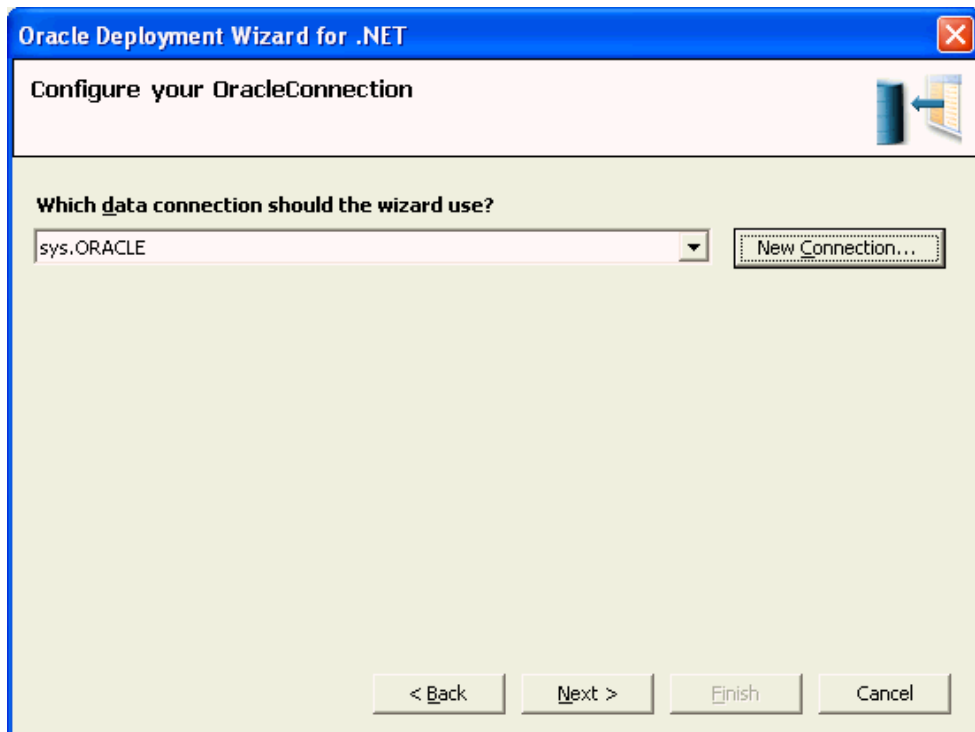 Oracle Deployment Wizard for .NET
Configure your OracleConnection
Which data connection should the wizard use?
sys.ORACLE
New Connection...
< Back
Next >
Finish
Cancel